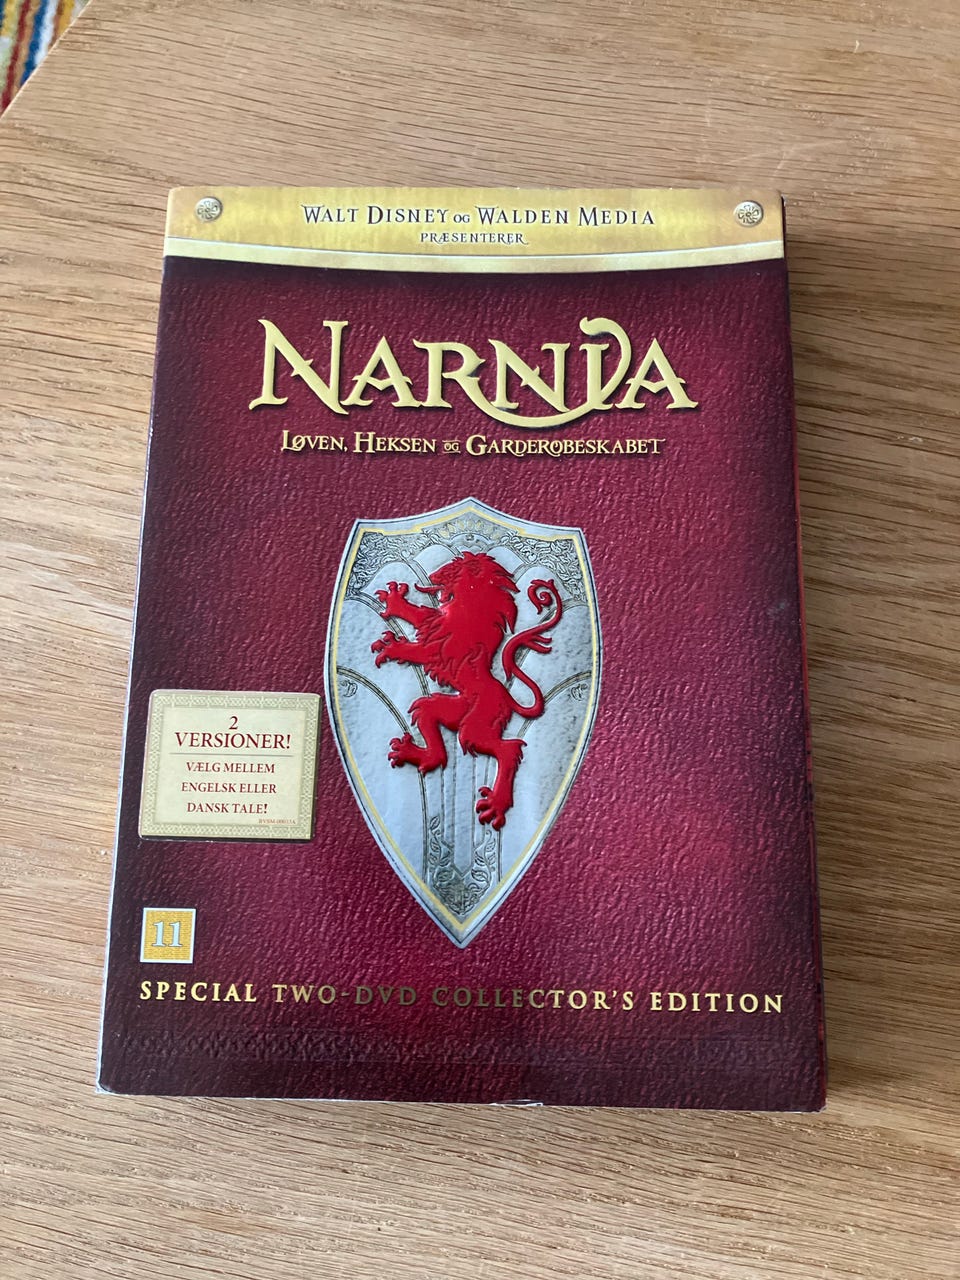 WALT DISNEY OG WALDEN MEDIA
PRÆSENTERER
NARNIA
LØVEN, HEKSEN OG GARDEROBESKABET
2
VERSIONER!
VÆLG MELLEM
ENGELSK ELLER
DANSK TALE!
11
SPECIAL TWO-DVD COLLECTOR'S EDITION